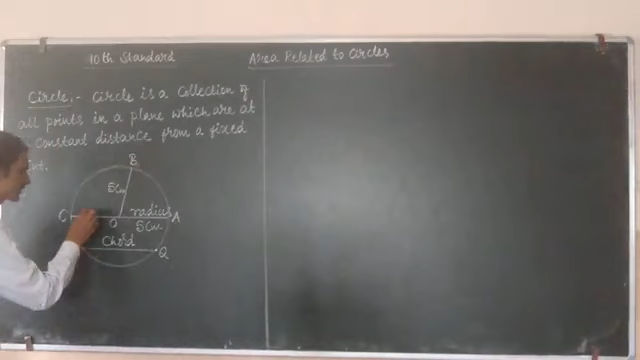 10th Standard
Area Related to Circles
Circle :- Circle is a Collection of
all points in a plane which are at
constant distance from a fixed
B
5Cm
C
radius
A
O
5Cm
Chord
Q